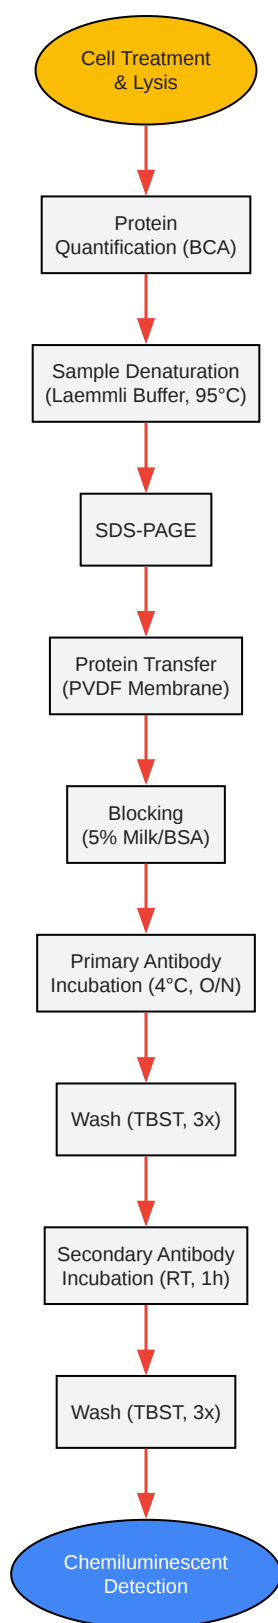 Cell Treatment
& Lysis
Protein
Quantification (BCA)
Sample Denaturation
(Laemmli Buffer, 95°C)
SDS-PAGE
Protein Transfer
(PVDF Membrane)
Blocking
(5% Milk/BSA)
Primary Antibody
Incubation (4°C, O/N)
Wash (TBST, 3x)
Secondary Antibody
Incubation (RT, 1h)
Wash (TBST, 3x)
Chemiluminescent
Detection